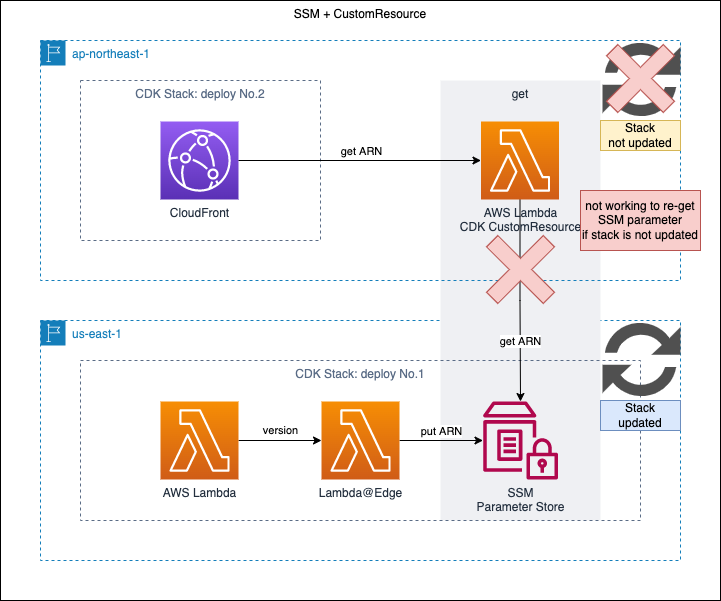 SSM + CustomResource
ap-northeast-1
CDK Stack: deploy No.2
get
Stack
not updated
get ARN
CloudFront
AWS Lambda
CDK CustomResource
not working to re-get
SSM parameter
if stack is not updated
us-east-1
get ARN
CDK Stack: deploy No.1
Stack
updated
version
put ARN
AWS Lambda
Lambda@Edge
SSM
Parameter Store